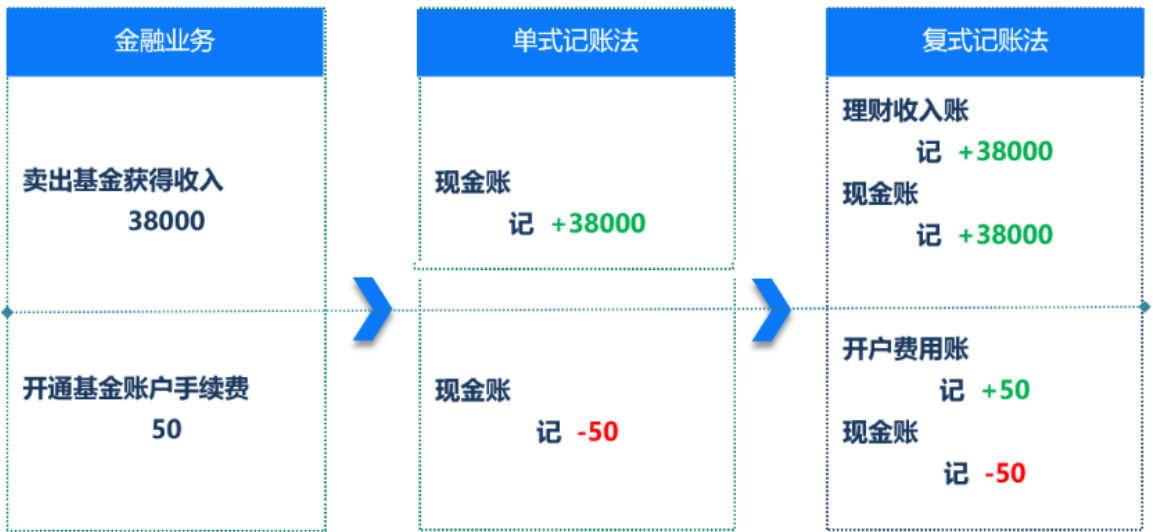 金融业务
卖出基金获得收入
38000
开通基金账户手续费
50
单式记账法
现金账
记 +38000
现金账
记 -50
复式记账法
理财收入账
记 +38000
现金账
记 +38000
开户费用账
记 +50
现金账
记 -50